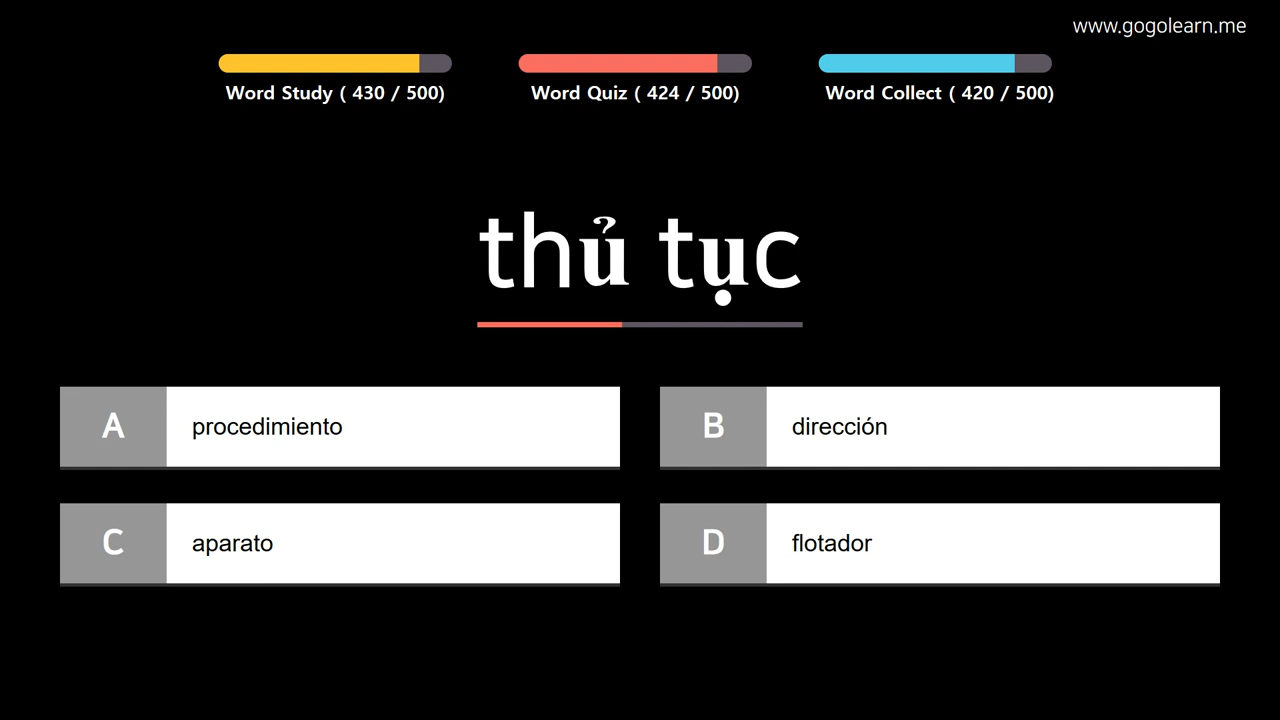 www.gogolearn.me
Word Study ( 430 / 500)
Word Quiz ( 424 / 500)
Word Collect ( 420 / 500)
thủ tục
A procedimiento
B dirección
C aparato
D flotador